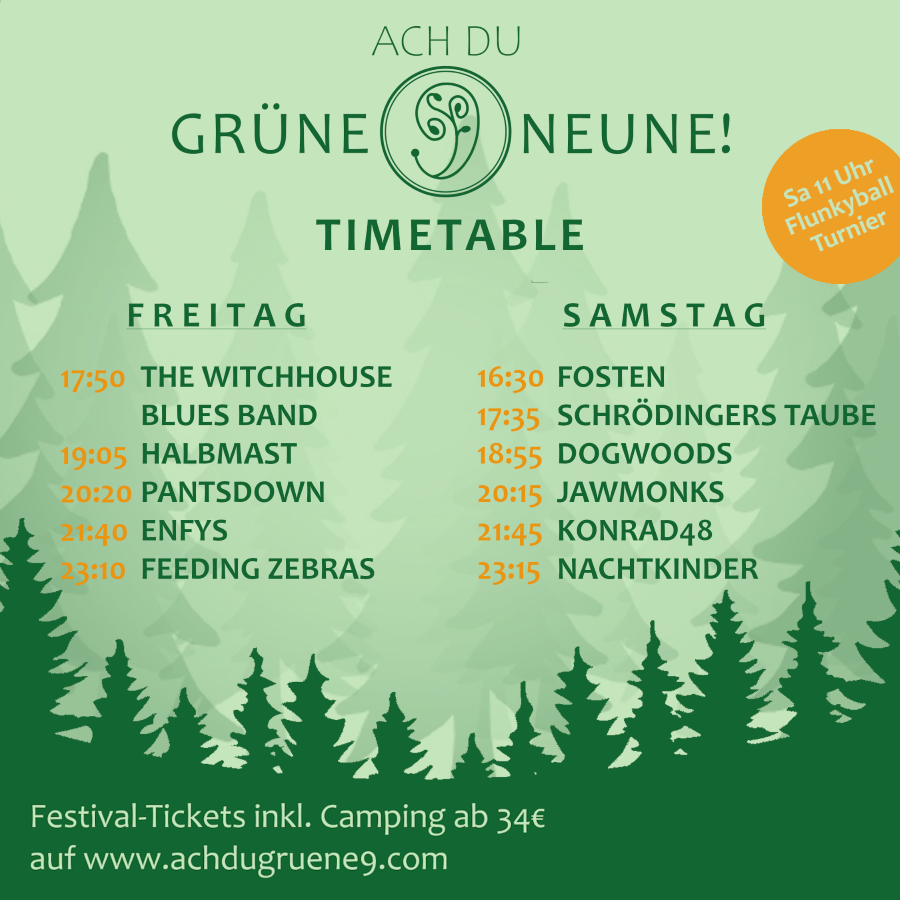 ACH DU
GRÜNE 9 NEUNE!
TIMETABLE
Sa 11 Uhr
Flunkyball
Turnier
FREITAG
17:50 THE WITCHHOUSE
BLUES BAND
19:05 HALBMAST
20:20 PANTSDOWN
21:40 ENFYS
23:10 FEEDING ZEBRAS
SAMSTAG
16:30 FOSTEN
17:35 SCHRÖDINGERS TAUBE
18:55 DOGWOODS
20:15 JAWMONKS
21:45 KONRAD48
23:15 NACHTKINDER
Festival-Tickets inkl. Camping ab 34€
auf www.achdugruene9.com